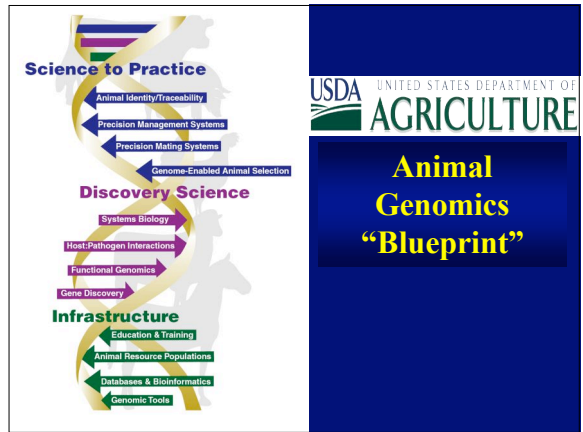 Science to Practice
Animal Identity/Traceability
Precision Management Systems
Precision Mating Systems
Genome-Enabled Animal Selection
Discovery Science
Systems Biology
Host:Pathogen Interactions
Functional Genomics
Gene Discovery
Infrastructure
Education & Training
Animal Resource Populations
Databases & Bioinformatics
Genomic Tools
USDA UNITED STATES DEPARTMENT OF
AGRICULTURE
Animal
Genomics
“Blueprint”